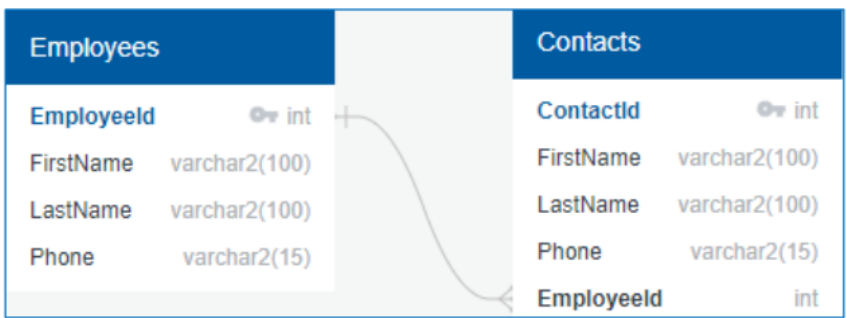 Employees
EmployeeId int
FirstName varchar2(100)
LastName varchar2(100)
Phone varchar2(15)
Contacts
ContactId int
FirstName varchar2(100)
LastName varchar2(100)
Phone varchar2(15)
EmployeeId int